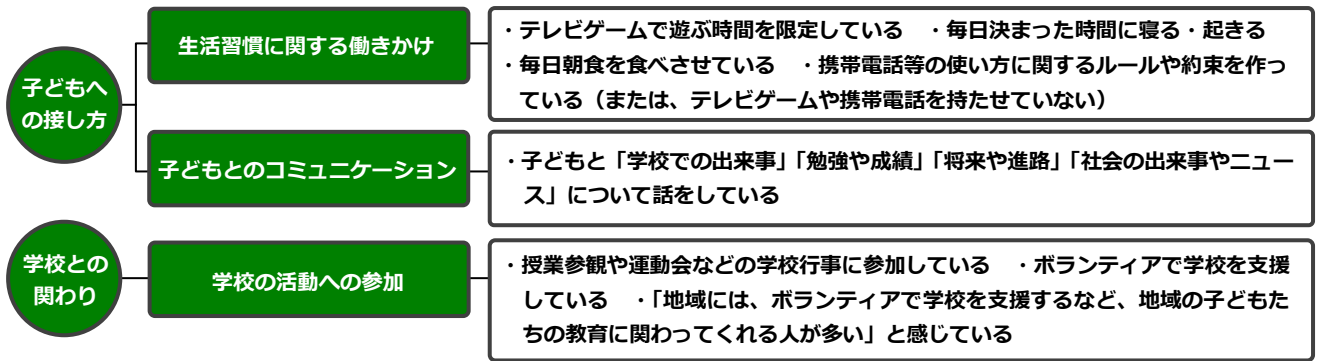 子どもへ
の接し方
生活習慣に関する働きかけ
・テレビゲームで遊ぶ時間を限定している　・毎日決まった時間に寝る・起きる
・毎日朝食を食べさせている　・携帯電話等の使い方に関するルールや約束を作っ
ている（または、テレビゲームや携帯電話を持たせていない）
子どもとのコミュニケーション
・子どもと「学校での出来事」「勉強や成績」「将来や進路」「社会の出来事やニュー
ス」について話をしている
学校との
関わり
学校の活動への参加
・授業参観や運動会などの学校行事に参加している　・ボランティアで学校を支援
している　・「地域には、ボランティアで学校を支援するなど、地域の子どもた
ちの教育に関わってくれる人が多い」と感じている